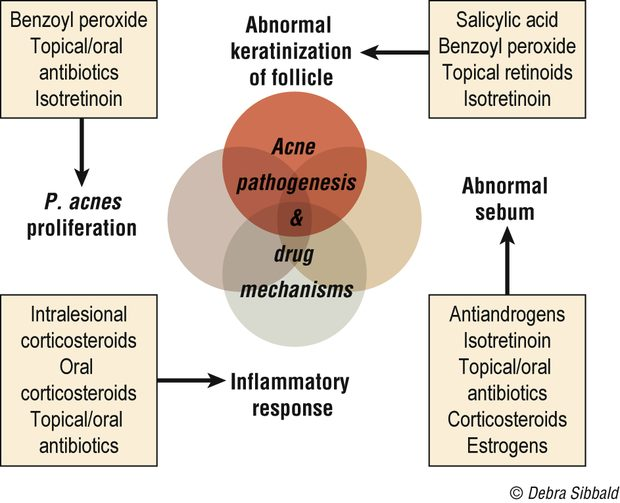 Benzoyl peroxide
Topical/oral
antibiotics
Isotretinoin
Abnormal
keratinization
of follicle
Salicylic acid
Benzoyl peroxide
Topical retinoids
Isotretinoin
P. acnes
proliferation
Acne
pathogenesis
&
drug
mechanisms
Abnormal
sebum
Intralesional
corticosteroids
Oral
corticosteroids
Topical/oral
antibiotics
Inflammatory
response
Antiandrogens
Isotretinoin
Topical/oral
antibiotics
Corticosteroids
Estrogens
© Debra Sibbald